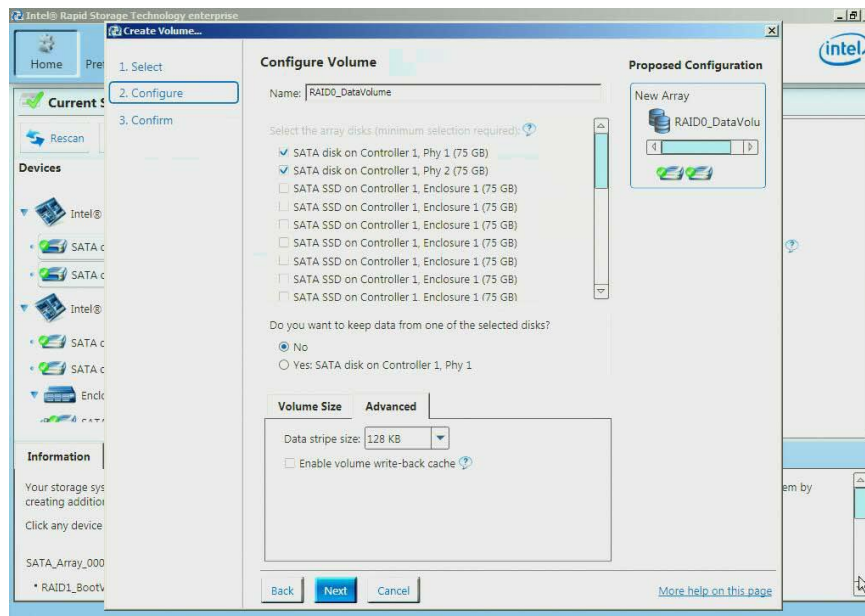 Intel® Rapid Storage Technology enterprise
Create Volume...
Home
Pre
intel
Current S
Rescan
Devices
Intel®
SATA d
SATA d
Intel®
SATA d
SATA d
Enclo
Information
Your storage sys
em by
creating addition
Click any device
SATA_Array_000
• RAID1_BootV
1. Select
2. Configure
3. Confirm
Configure Volume
Name: RAID0_DataVolume
Select the array disks (minimum selection required):
SATA disk on Controller 1, Phy 1 (75 GB)
SATA disk on Controller 1, Phy 2 (75 GB)
SATA SSD on Controller 1, Enclosure 1 (75 GB)
SATA SSD on Controller 1, Enclosure 1 (75 GB)
SATA SSD on Controller 1, Enclosure 1 (75 GB)
SATA SSD on Controller 1, Enclosure 1 (75 GB)
SATA SSD on Controller 1, Enclosure 1 (75 GB)
SATA SSD on Controller 1, Enclosure 1 (75 GB)
SATA SSD on Controller 1, Enclosure 1 (75 GB)
Do you want to keep data from one of the selected disks?
No
Yes: SATA disk on Controller 1, Phy 1
Volume Size
Advanced
Data stripe size: 128 KB
Enable volume write-back cache
Back
Next
Cancel
More help on this page
Proposed Configuration
New Array
RAID0_DataVolu